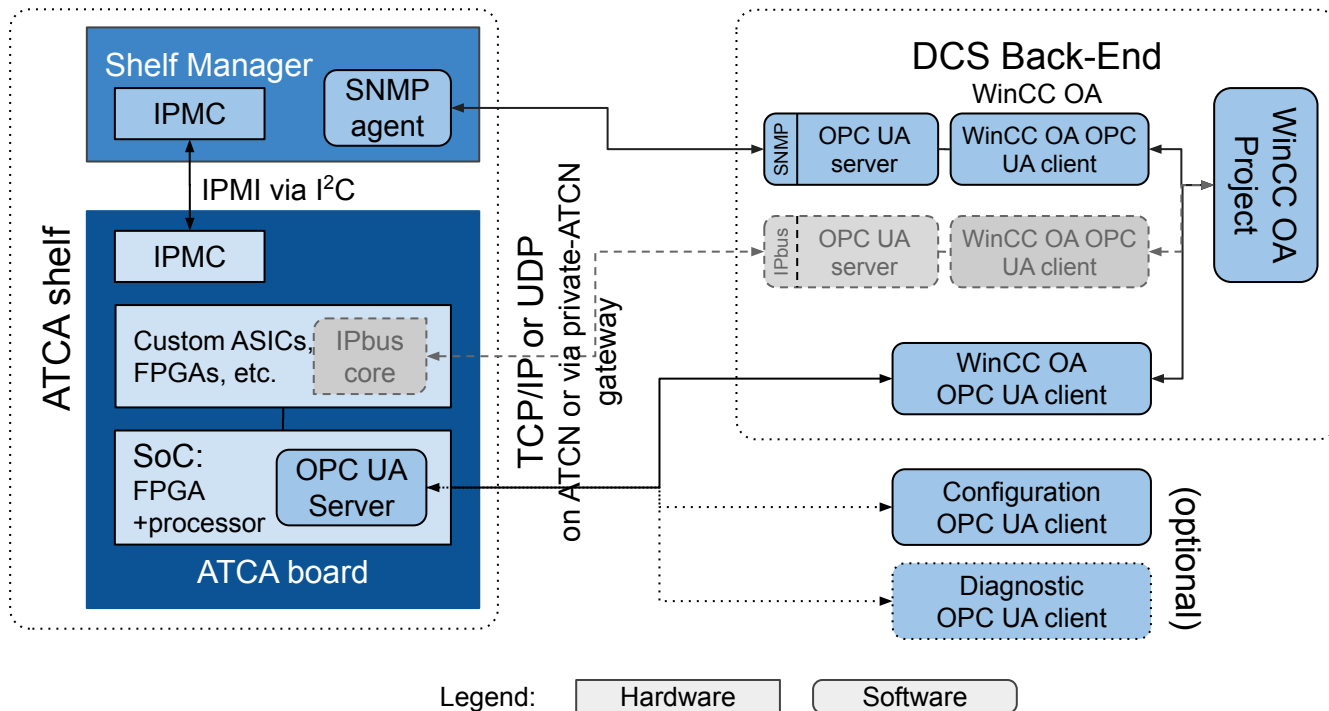 Shelf Manager
IPMC
SNMP
agent
IPMI via I²C
IPMC
Custom ASICs,
FPGAs, etc.
IPbus
core
SoC:
FPGA
+processor
OPC UA
Server
ATCA board
ATCA shelf
TCP/IP or UDP
on ATCN or via private-ATCN
gateway
DCS Back-End
WinCC OA
SNMP
OPC UA
server
WinCC OA OPC
UA client
IPbus
OPC UA
server
WinCC OA OPC
UA client
WinCC OA
Project
WinCC OA
OPC UA client
Configuration
OPC UA client
Diagnostic
OPC UA client
(optional)
Legend:
Hardware
Software